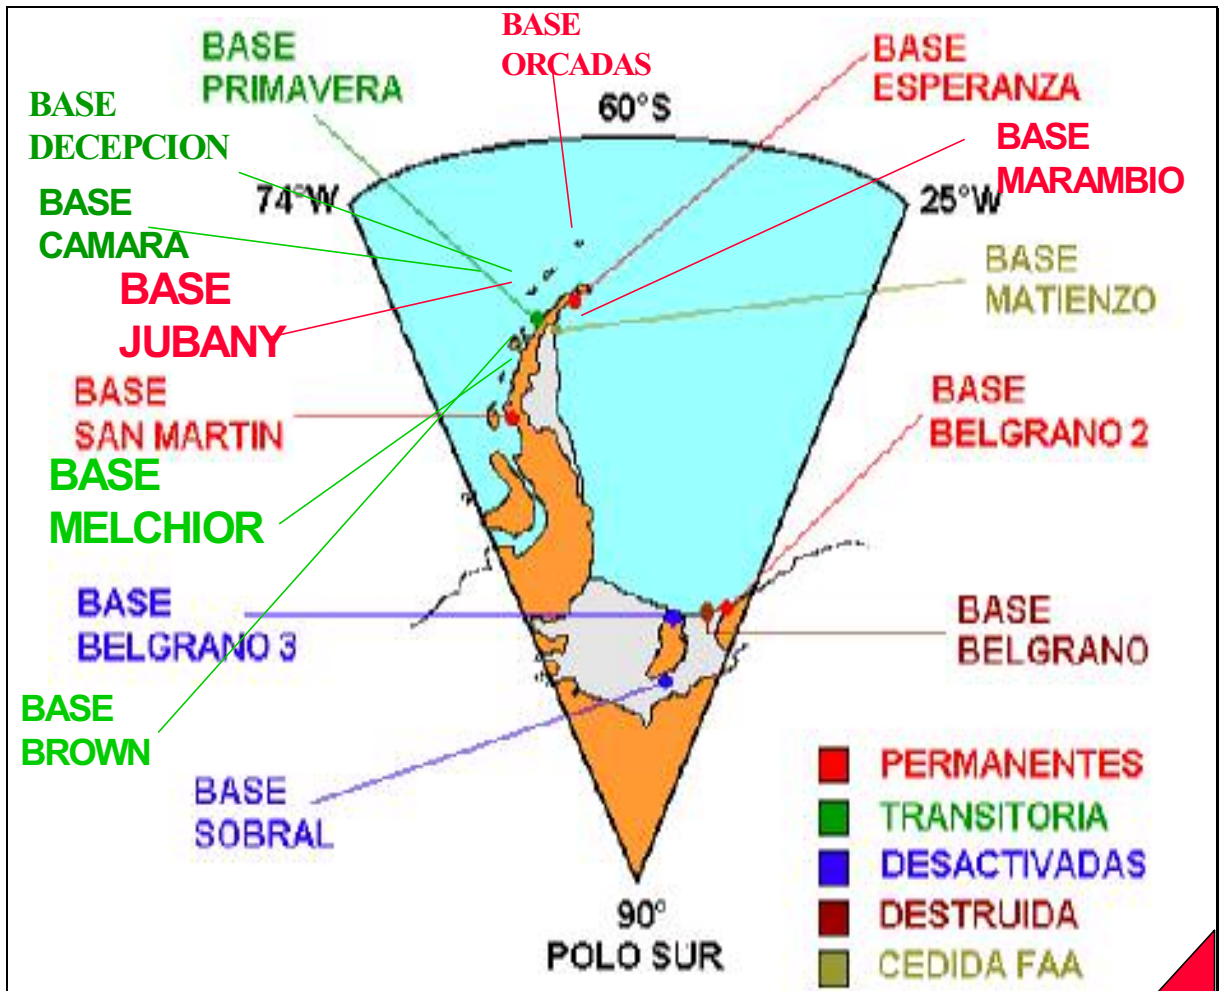 BASE
ORCADAS
BASE
PRIMAVERA
BASE
ESPERANZA
60°S
BASE
DECEPCION
BASE
MARAMBIO
74°W
25°W
BASE
CAMARA
BASE
MATIENZO
BASE
JUBANY
BASE
SAN MARTIN
BASE
BELGRANO 2
BASE
MELCHIOR
BASE
BELGRANO 3
BASE
BELGRANO
BASE
BROWN
BASE
SOBRAL
PERMANENTES
TRANSITORIA
DESACTIVADAS
DESTRUIDA
CEDIDA FAA
90°
POLO SUR